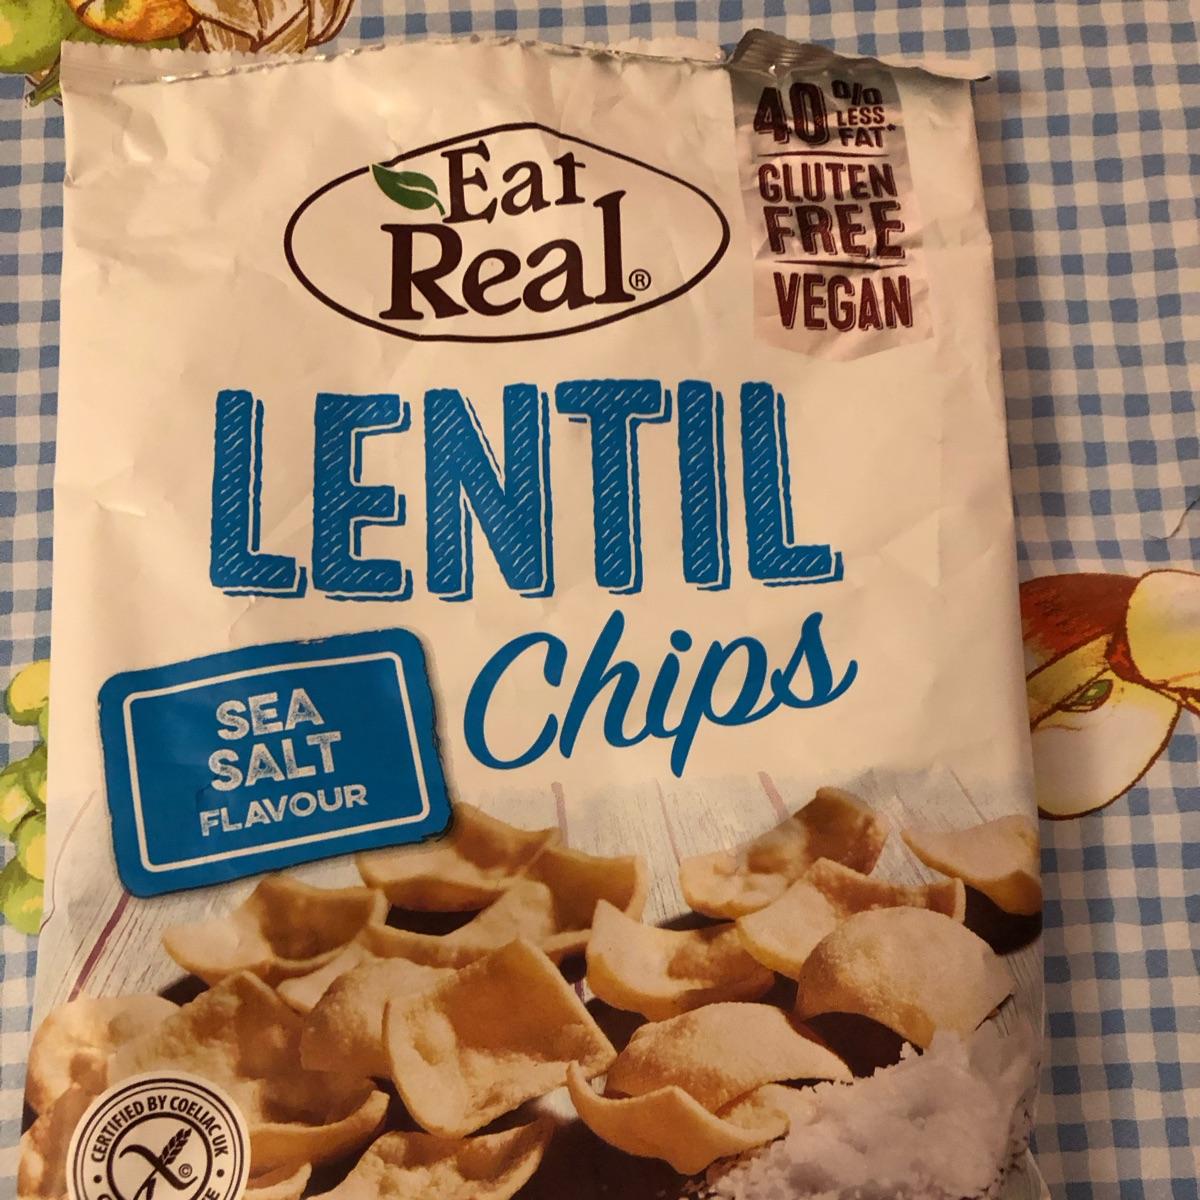 Eat
Real®
40% LESS FAT*
GLUTEN
FREE
VEGAN
LENTIL
Chips
SEA
SALT
FLAVOUR
CERTIFIED BY COELIAC UK